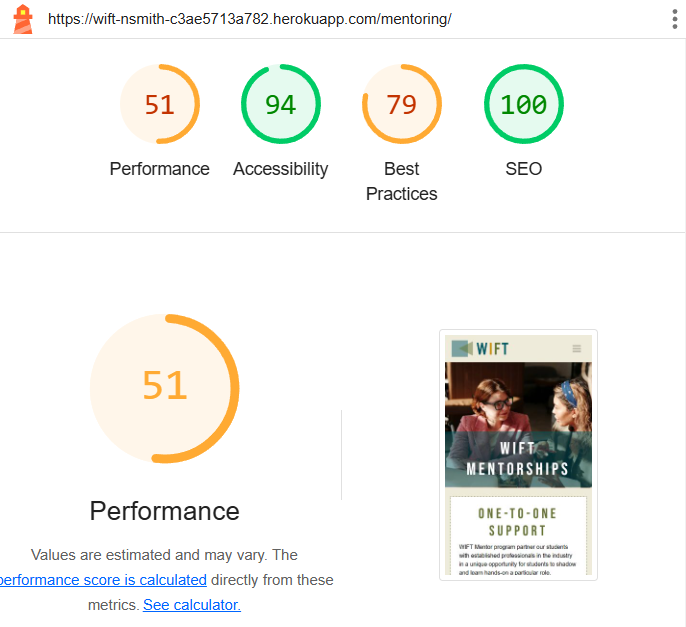 https://wift-nsmith-c3ae5713a782.herokuapp.com/mentoring/
51
94
79
100
Performance
Accessibility
Best
Practices
SEO
51
Performance
Values are estimated and may vary. The
performance score is calculated directly from these
metrics. See calculator.
WIFT
WIFT
MENTORSHIPS
ONE-TO-ONE
SUPPORT
WIFT Mentor program partner our students
with established professionals in the industry
in a unique opportunity for students to shadow
and learn hands-on a particular role.